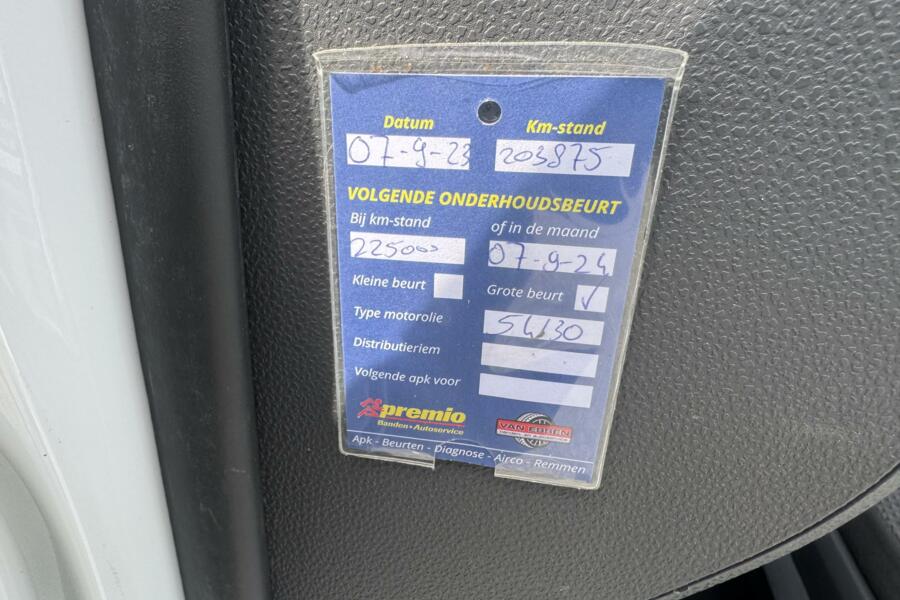 Datum Km-stand
07-9-23 203875
VOLGENDE ONDERHOUDSBEURT
Bij km-stand of in de maand
225000 07-9-24
Kleine beurt Grote beurt ✓
Type motorolie 5W30
Distributieriem
Volgende apk voor
premio VAN EBBEN
Banden • Autoservice
Apk - Beurten - Diagnose - Airco - Remmen